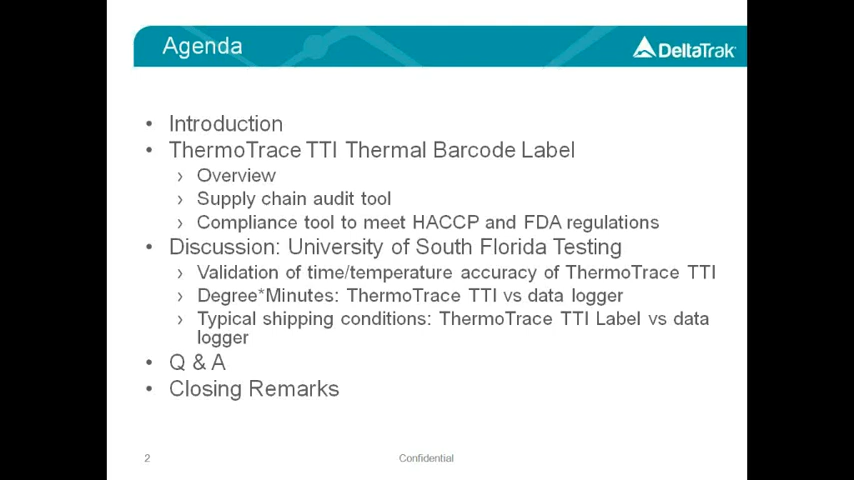 Agenda
DeltaTrak
• Introduction
• ThermoTrace TTI Thermal Barcode Label
› Overview
› Supply chain audit tool
› Compliance tool to meet HACCP and FDA regulations
• Discussion: University of South Florida Testing
› Validation of time/temperature accuracy of ThermoTrace TTI
› Degree*Minutes: ThermoTrace TTI vs data logger
› Typical shipping conditions: ThermoTrace TTI Label vs data
logger
• Q & A
• Closing Remarks
2
Confidential